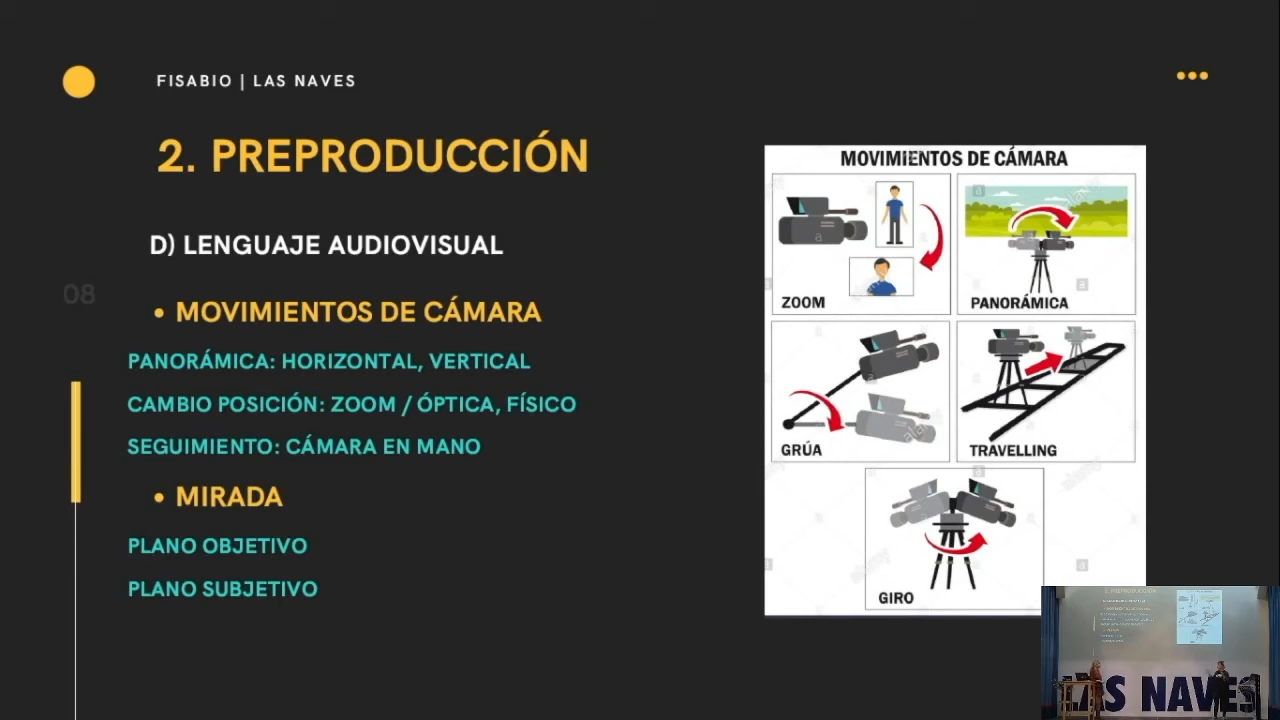 FISABIO | LAS NAVES
2. PREPRODUCCIÓN
D) LENGUAJE AUDIOVISUAL
08
• MOVIMIENTOS DE CÁMARA
PANORÁMICA: HORIZONTAL, VERTICAL
CAMBIO POSICIÓN: ZOOM / ÓPTICA, FÍSICO
SEGUIMIENTO: CÁMARA EN MANO
• MIRADA
PLANO OBJETIVO
PLANO SUBJETIVO
MOVIMIENTOS DE CÁMARA
ZOOM
PANORÁMICA
GRÚA
TRAVELLING
GIRO
2. PREPRODUCCIÓN
LAS NAVES